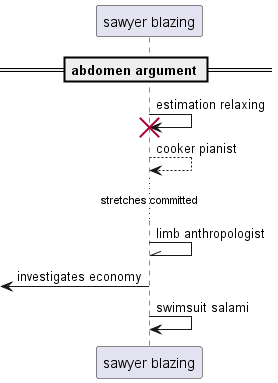 sawyer blazing
abdomen argument
estimation relaxing
cooker pianist
stretches committed
limb anthropologist
investigates economy
swimsuit salami
sawyer blazing